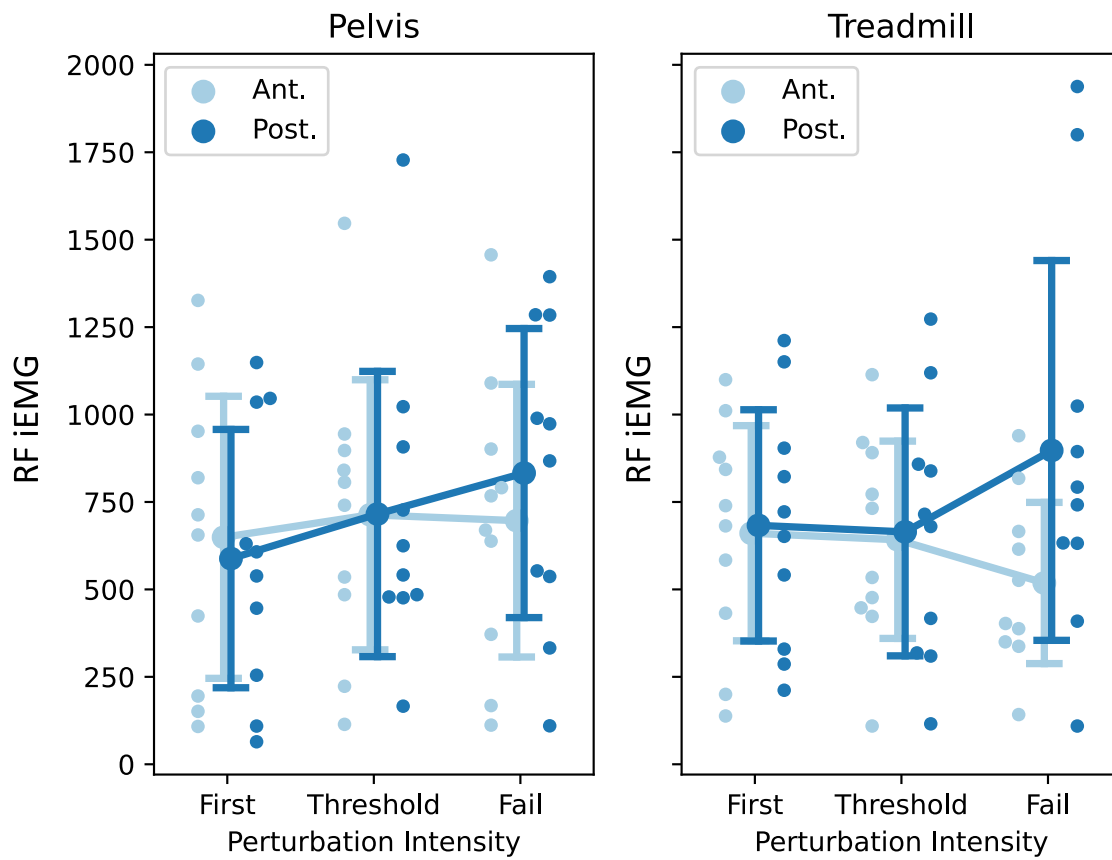 Pelvis
Treadmill
Ant.
Post.
Ant.
Post.
2000
1750
1500
1250
1000
750
500
250
0
RF iEMG
RF iEMG
First Threshold Fail
First Threshold Fail
Perturbation Intensity
Perturbation Intensity